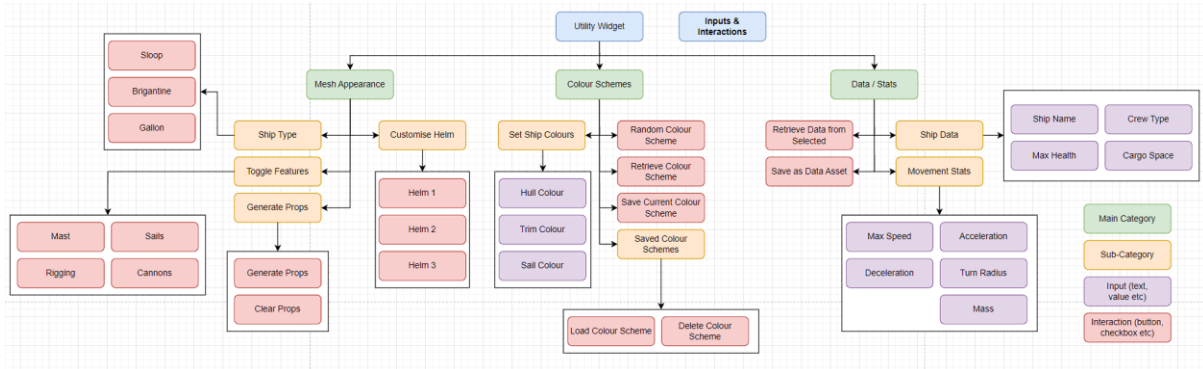 Utility Widget
Inputs &
Interactions
Mesh Appearance
Colour Schemes
Data / Stats
Sloop
Brigantine
Gallon
Ship Type
Customise Helm
Toggle Features
Generate Props
Helm 1
Helm 2
Helm 3
Mast
Sails
Rigging
Cannons
Generate Props
Clear Props
Set Ship Colours
Random Colour
Scheme
Retrieve Colour
Scheme
Save Current Colour
Scheme
Saved Colour
Schemes
Hull Colour
Trim Colour
Sail Colour
Load Colour Scheme
Delete Colour
Scheme
Retrieve Data from
Selected
Ship Data
Save as Data Asset
Movement Stats
Ship Name
Crew Type
Max Health
Cargo Space
Max Speed
Acceleration
Deceleration
Turn Radius
Mass
Main Category
Sub-Category
Input (text,
value etc)
Interaction (button,
checkbox etc)